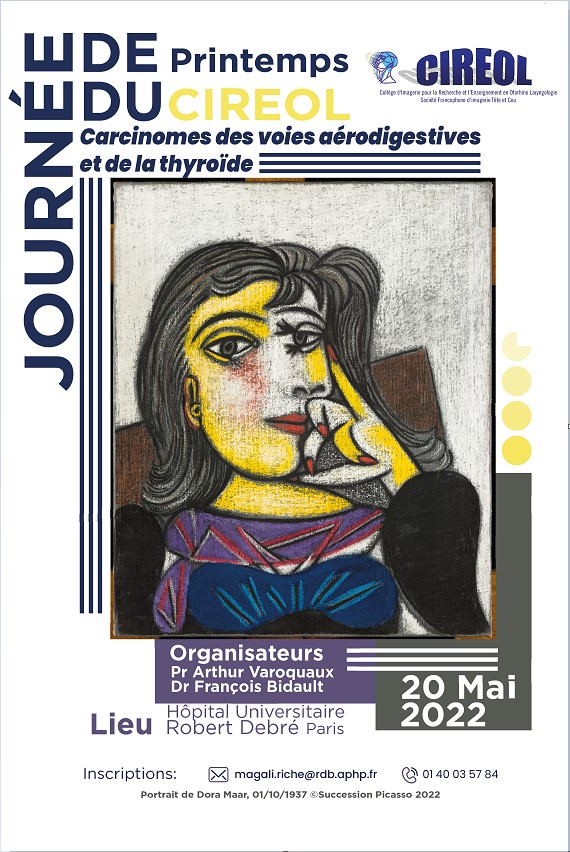 JOURNÉE
DE Printemps
DU CIREOL
Carcinomes des voies aérodigestives
et de la thyroïde
CIREOL
Collège d'Imagerie pour la Recherche et l'Enseignement en Otorhino Laryngologie
Société Francophone d'Imagerie Tête et Cou
Organisateurs
Pr Arthur Varoquaux
Dr François Bidault
20 Mai
2022
Lieu
Hôpital Universitaire
Robert Debré Paris
Inscriptions: magali.riche@rdb.aphp.fr 01 40 03 57 84
Portrait de Dora Maar, 01/10/1937 ©Succession Picasso 2022